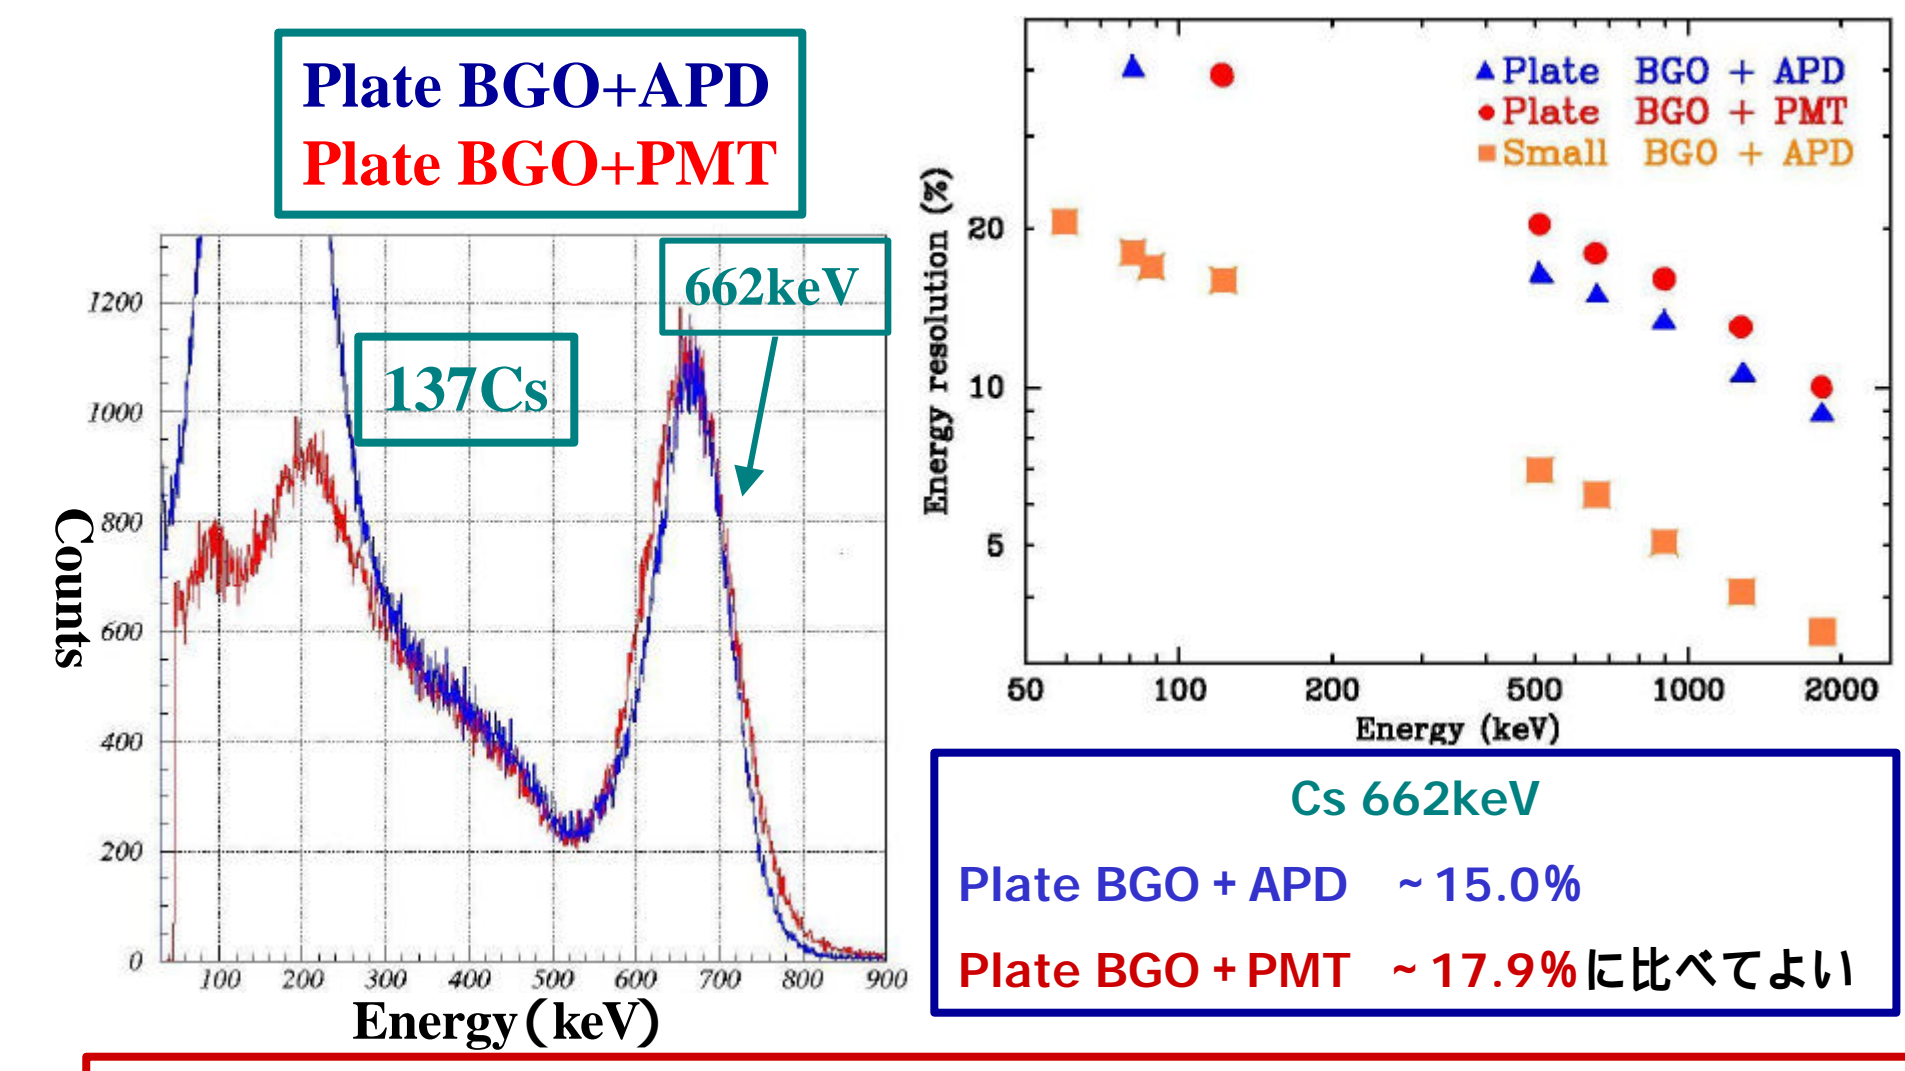 Plate BGO+APD
Plate BGO+PMT
662keV
137Cs
1200
1000
800
600
400
200
0
Counts
100 200 300 400 500 600 700 800 900
Energy(keV)
Plate BGO + APD
Plate BGO + PMT
Small BGO + APD
Energy resolution (%)
20
10
5
50 100 200 500 1000 2000
Energy (keV)
Cs 662keV
Plate BGO + APD ~ 15.0%
Plate BGO + PMT ~ 17.9%に比べてよい